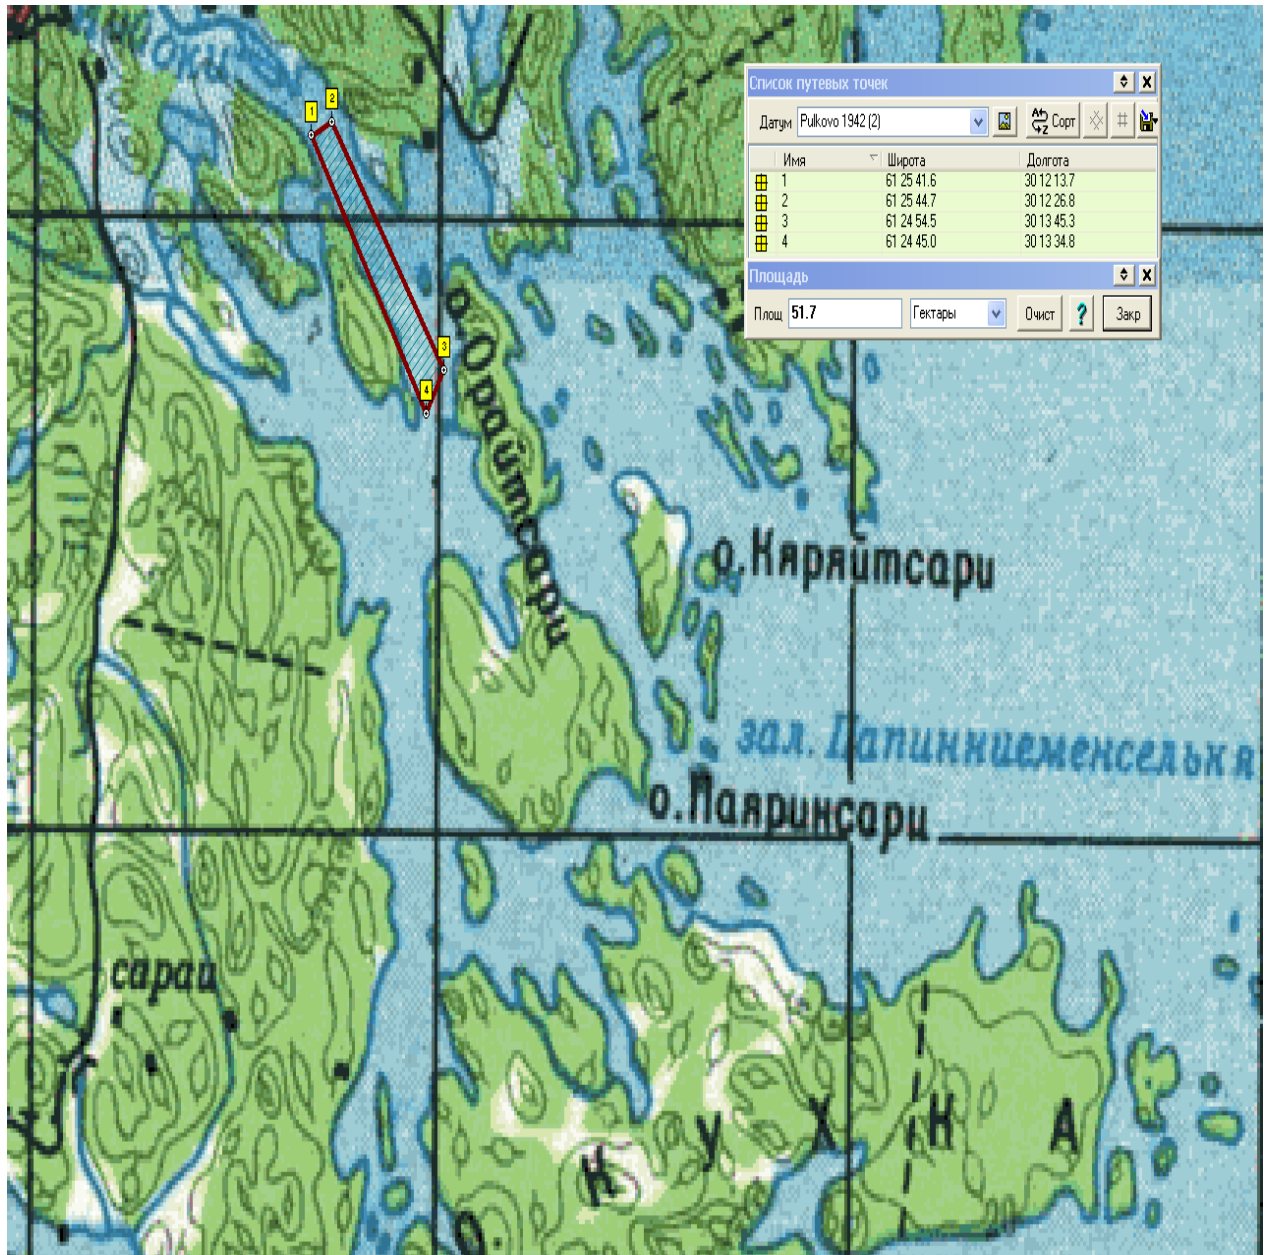 1
2
Список путевых точек
Датум Pulkovo 1942 (2) Сорт
Имя Широта Долгота
1 61 25 41.6 30 12 13.7
2 61 25 44.7 30 12 26.8
3 61 24 54.5 30 13 45.3
4 61 24 45.0 30 13 34.8
Площадь
Площ 51.7 Гектары Очист ? Закр
3
4
о.Орайтсари
о.Кяряйтсари
зал. Папинниеменселькя
о.Маяринсари
сараи
К У Х К А